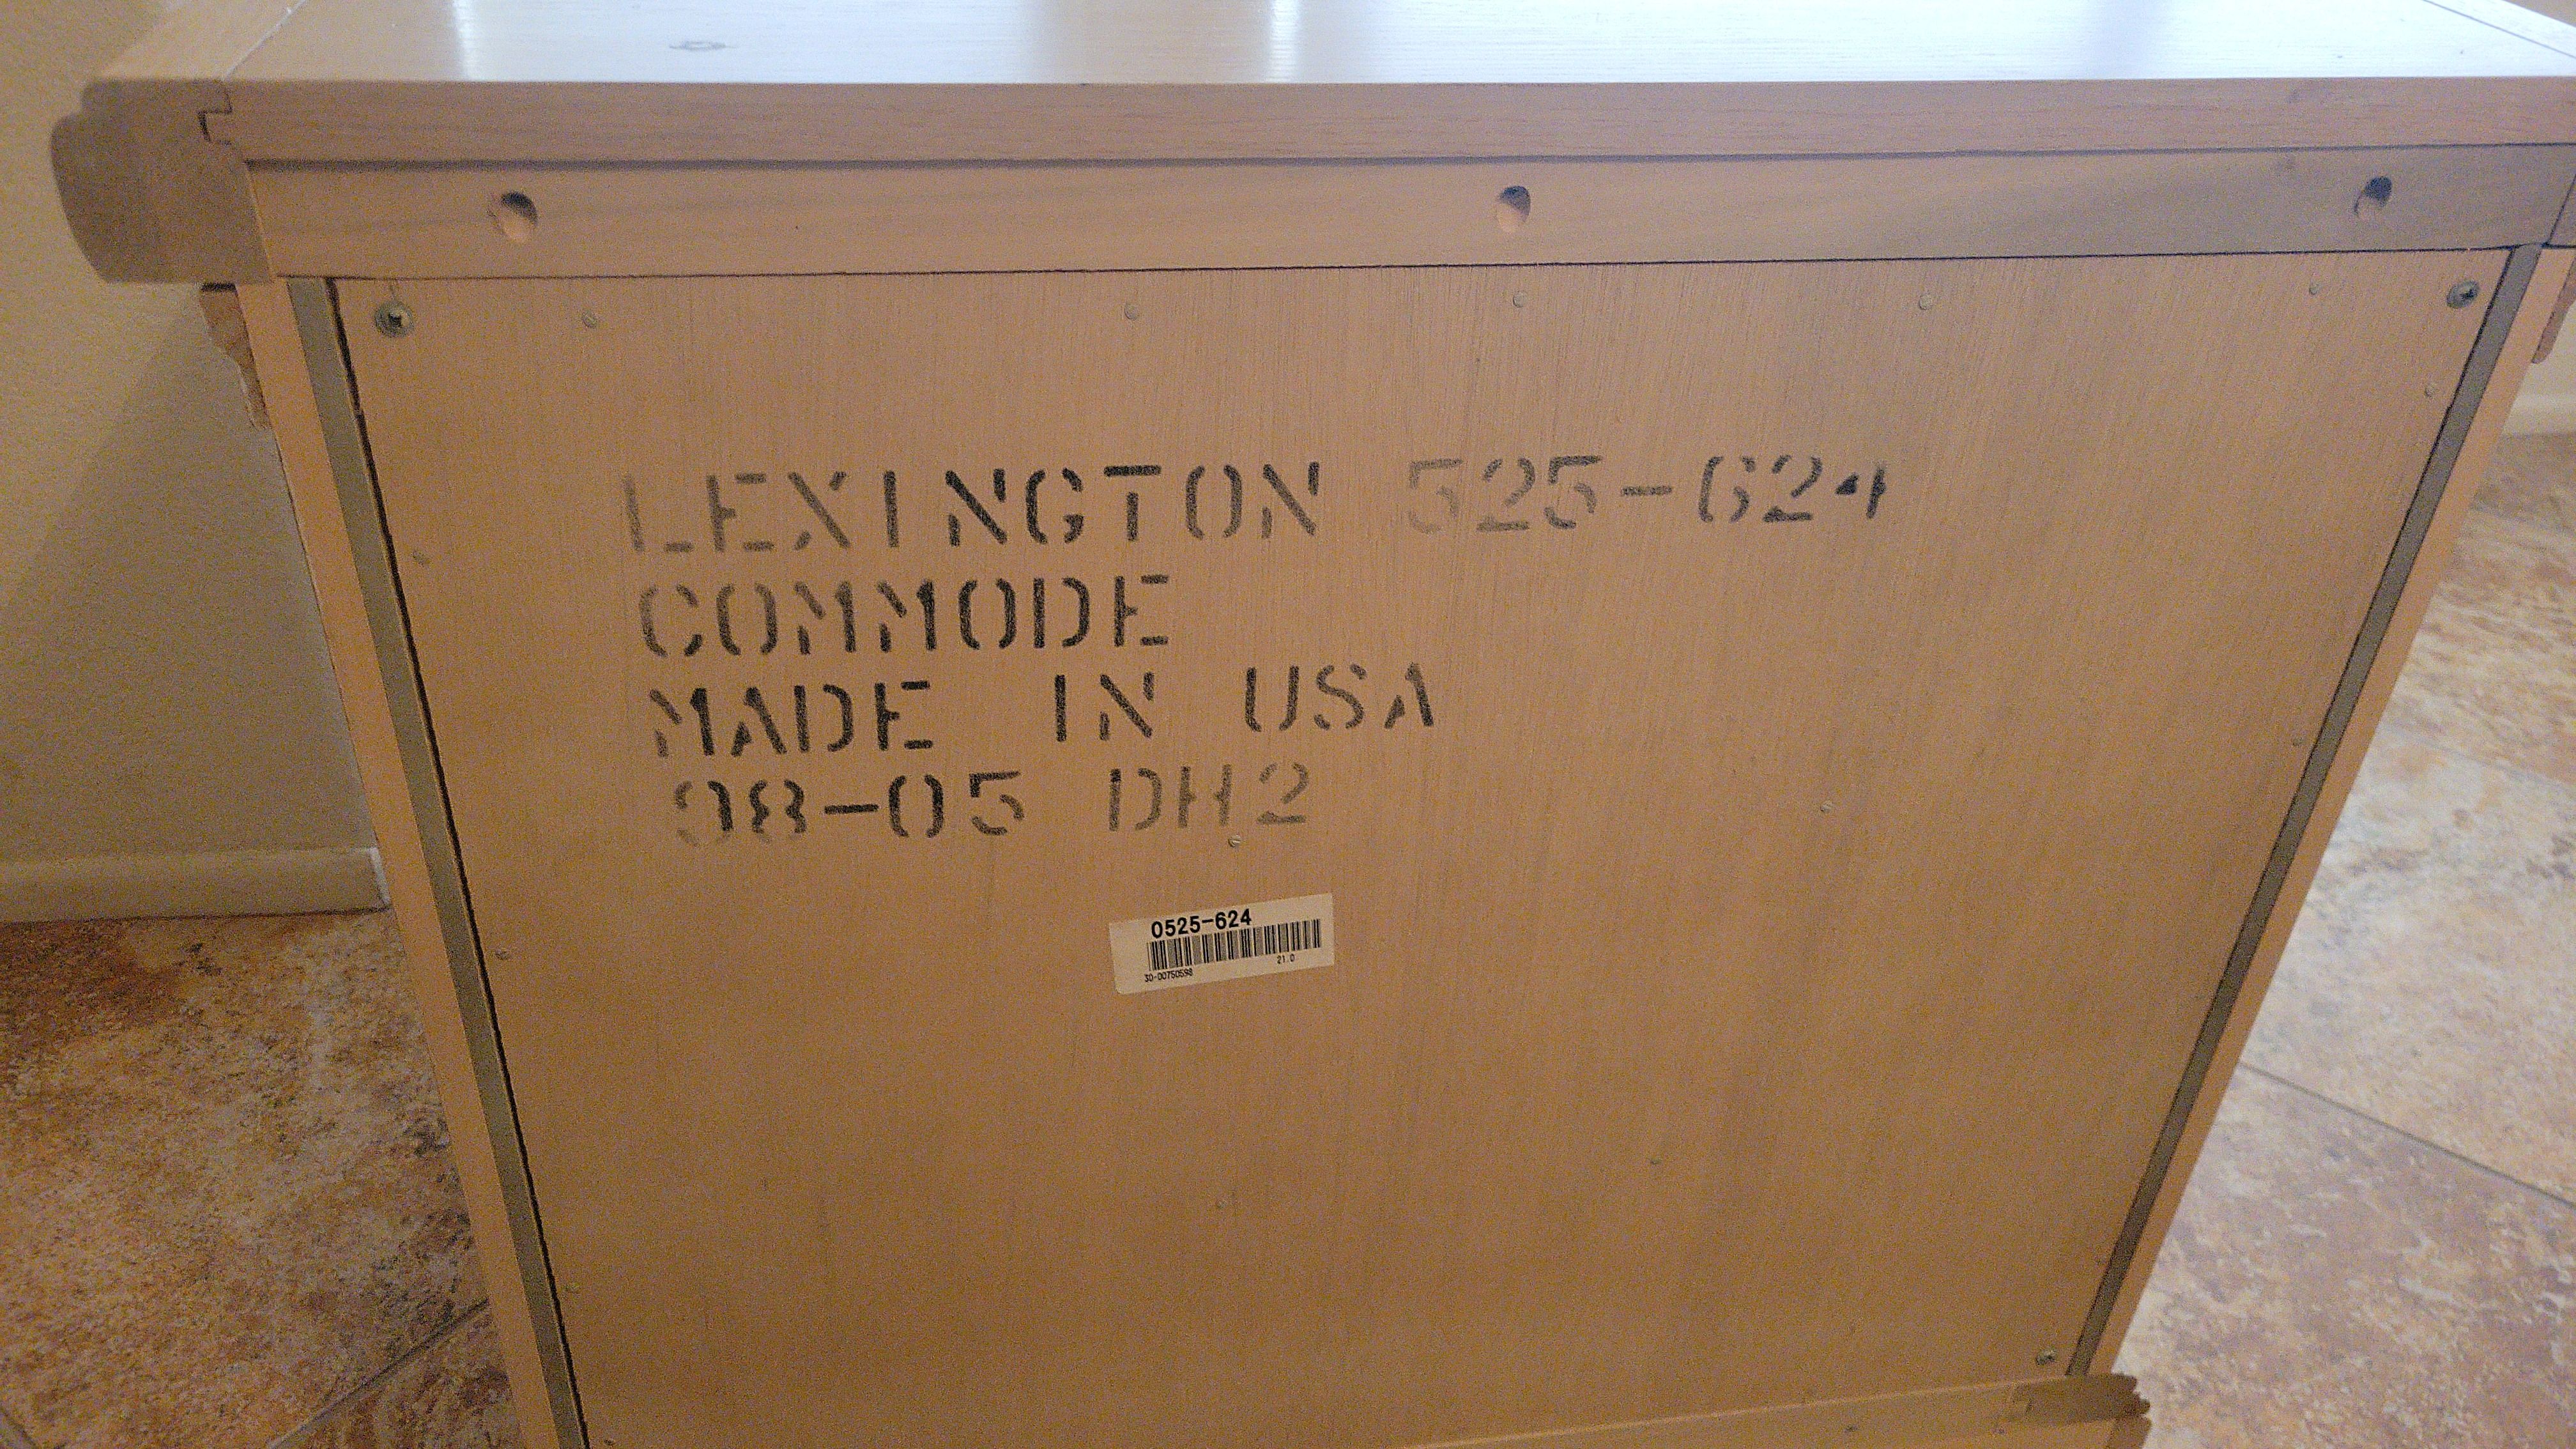 LEXINGTON 525-624
COMMODE
MADE IN USA
98-05 DH2
0525-624
30-00750598
21.0